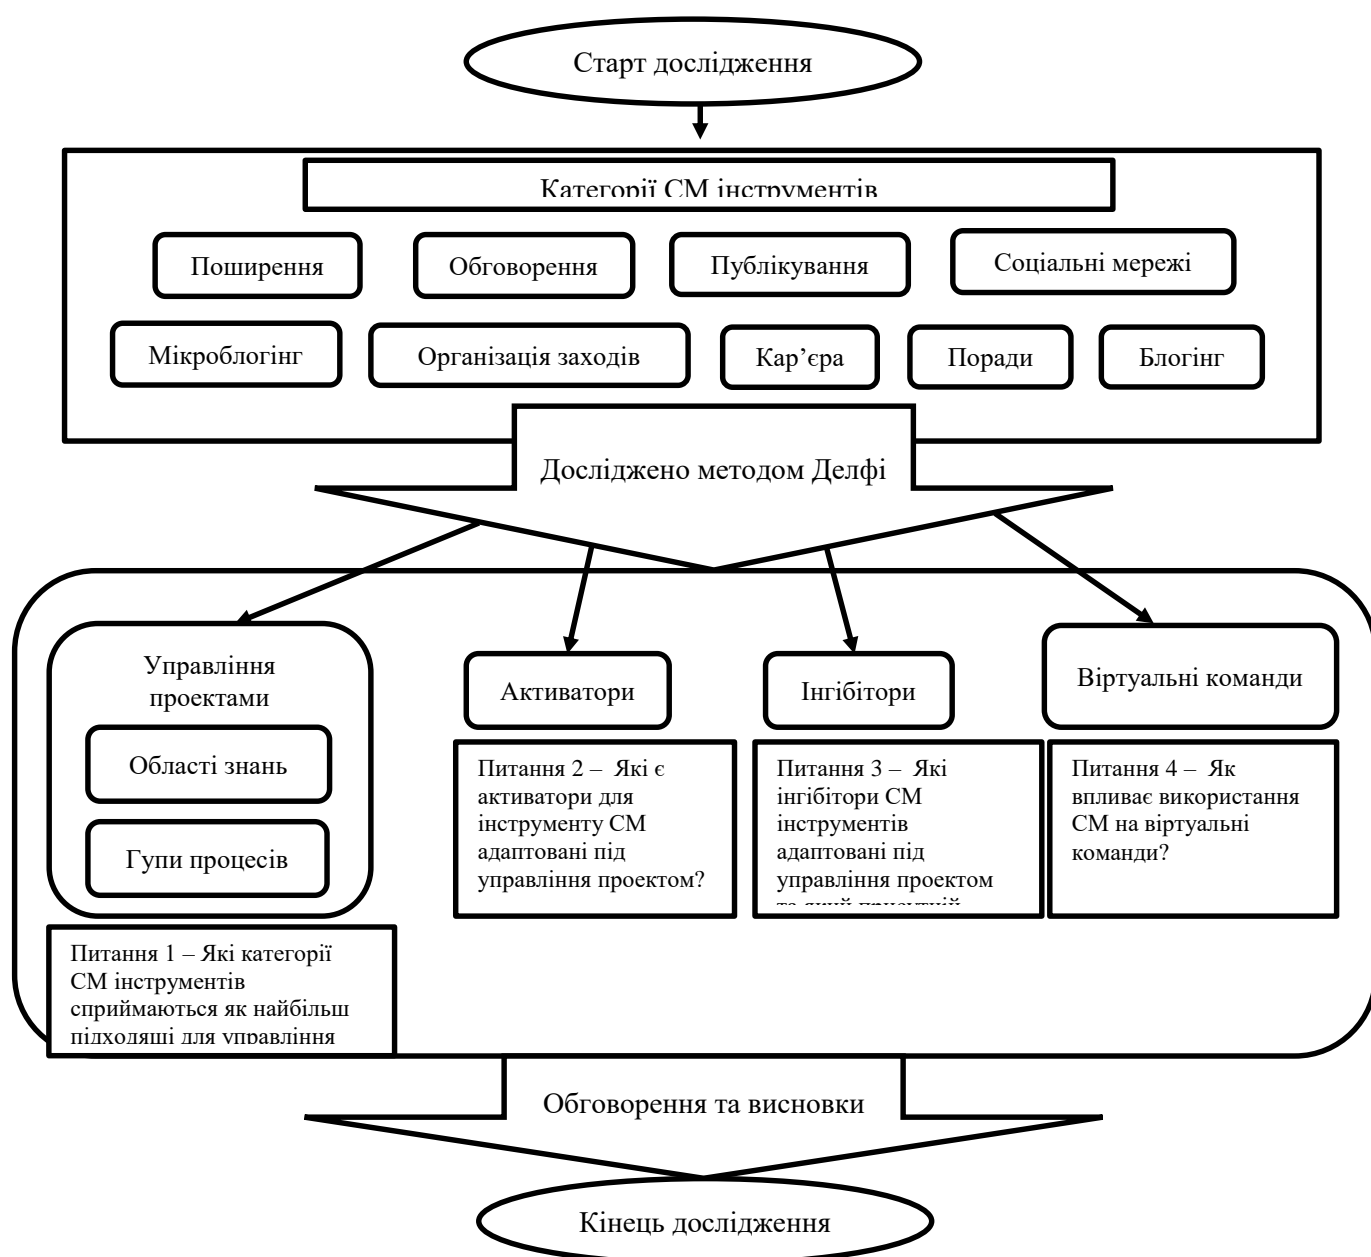 Старт дослідження
Категорії СМ інструментів
Поширення
Обговорення
Публікування
Соціальні мережі
Мікроблогінг
Організація заходів
Кар’єра
Поради
Блогінг
Досліджено методом Делфі
Управління
проектами
Області знань
Гупи процесів
Активатори
Інгібітори
Віртуальні команди
Питання 2 – Які є
активатори для
інструменту СМ
адаптовані під
управління проектом?
Питання 3 – Які
інгібітори СМ
інструментів
адаптовані під
управління проектом
та який присутній
Питання 4 – Як
впливає використання
СМ на віртуальні
команди?
Питання 1 – Які категорії
СМ інструментів
сприймаються як найбільш
підходящі для управління
Обговорення та висновки
Кінець дослідження